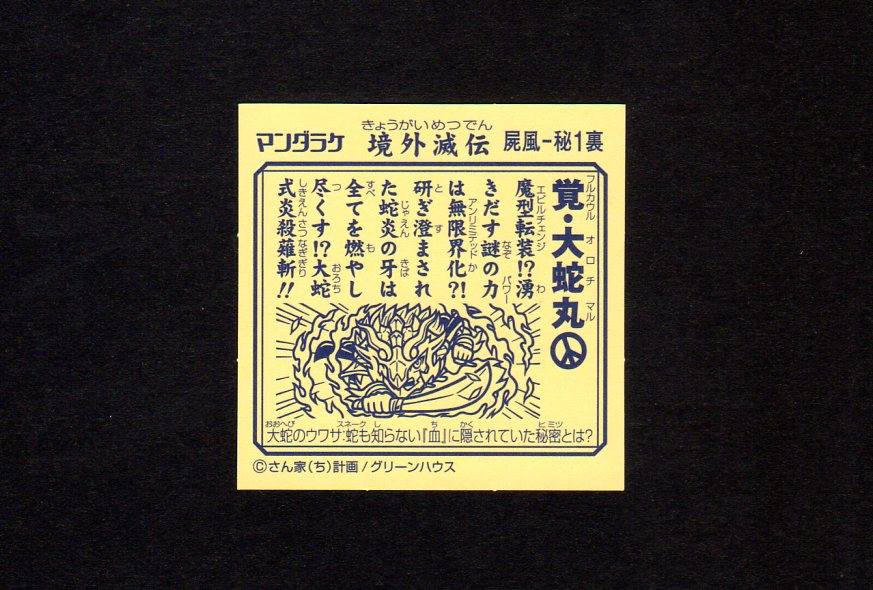 マンダラケ 境外滅伝 屍風-秘1裏
きょうがいめつでん
覚・大蛇丸
フルカウル オロチ マル
魔型転装!?湧
エビルチェンジ わ
きだす謎の力
なぞ パワー
は無限界化?!
アンリミテッド か
研ぎ澄まされ
と す
た蛇炎の牙は
じゃえん きば
全てを燃やし
すべ も
尽くす!?大蛇
つ おろち
式炎殺薙斬!!
しきえんさつなぎぎり
おおへび スネーク し ち かく ヒミツ
大蛇のウワサ:蛇も知らない『血』に隠されていた秘密とは?
©さん家(ち)計画/グリーンハウス